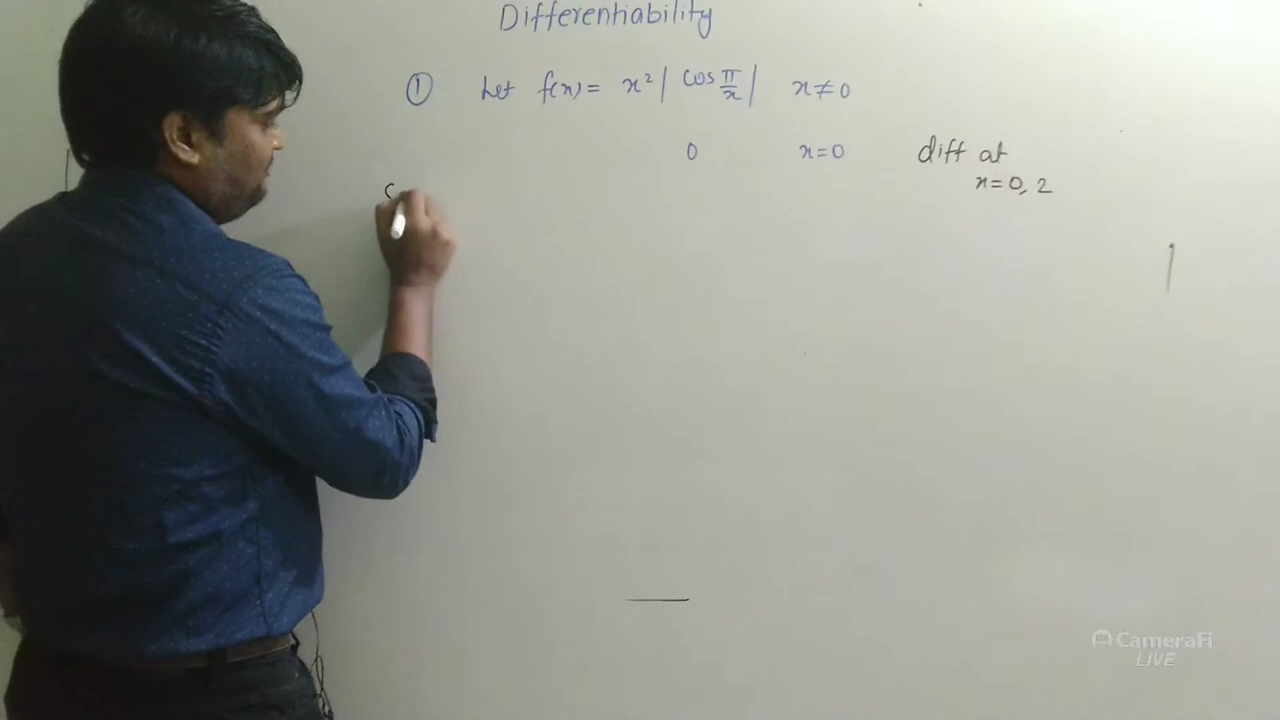 Differentiability
① Let f(x) = x² | cos π/x | x ≠ 0
0 x = 0 diff at
x = 0, 2
CameraFi
LIVE